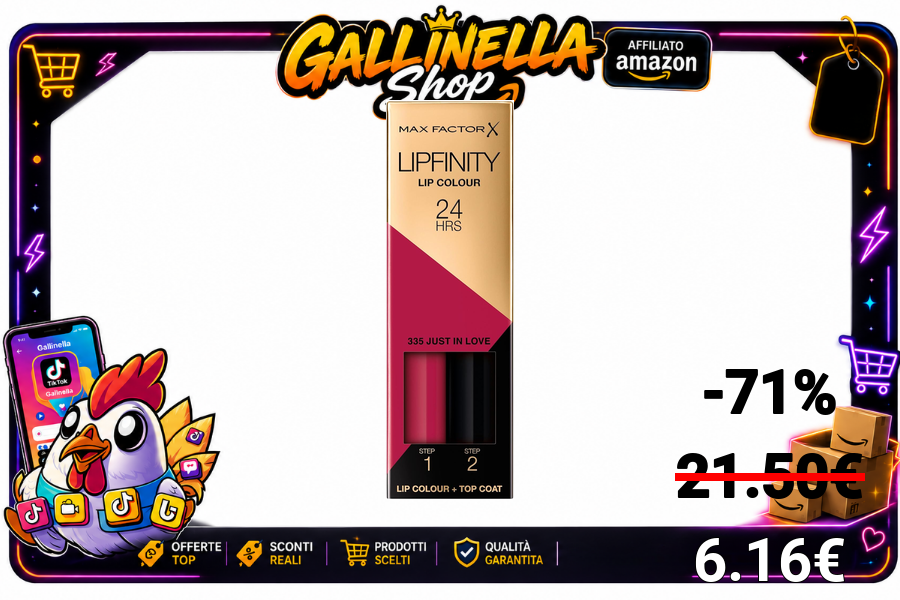 GALLINELLA
Shop
AFFILIATO
amazon
MAX FACTOR X
LIPFINITY
LIP COLOUR
24
HRS
335 JUST IN LOVE
STEP
1
STEP
2
LIP COLOUR + TOP COAT
Gallinella
TikTok
Gallinella
-71%
21.50€
6.16€
OFFERTE
TOP
SCONTI
REALI
PRODOTTI
SCELTI
QUALITÀ
GARANTITA